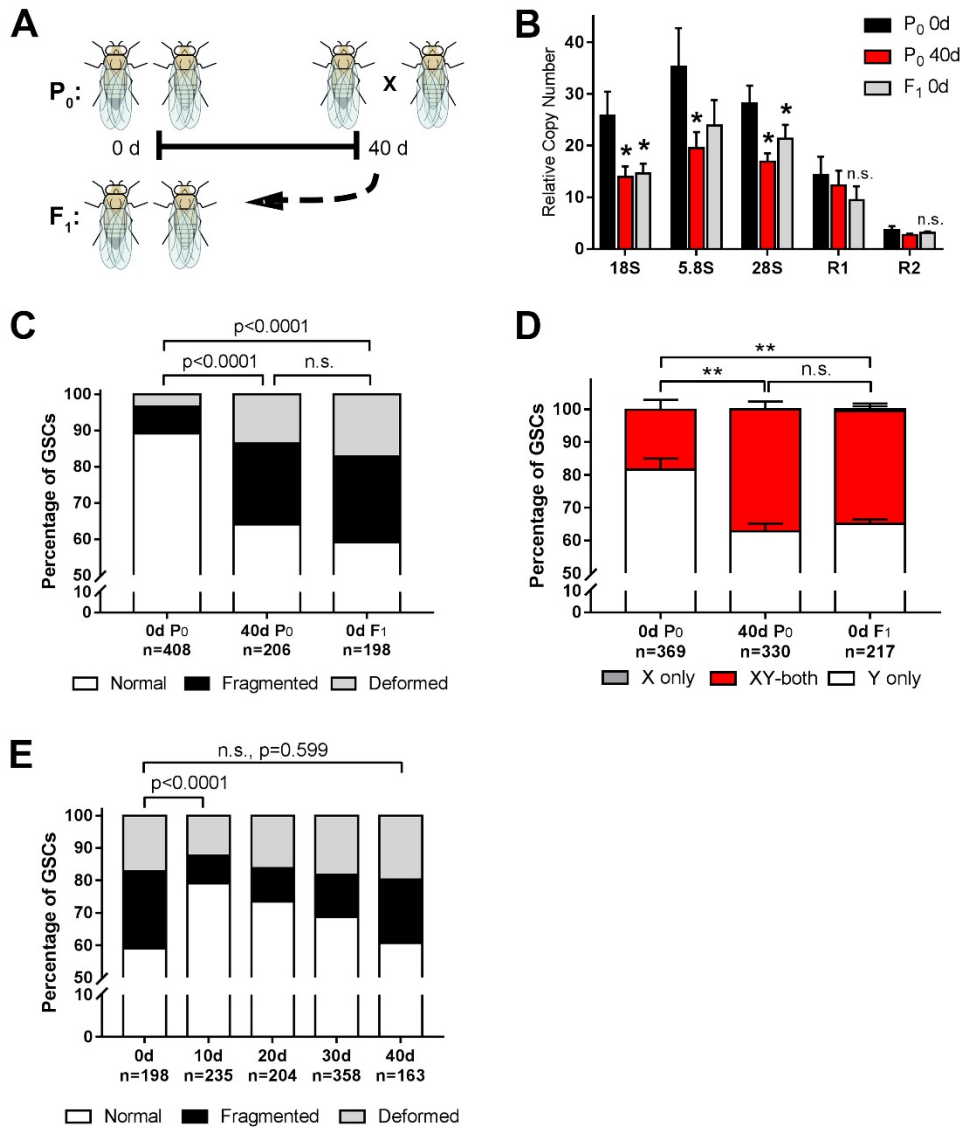 A
P0:
X
0 d
40 d
F1:
B
Relative Copy Number
40
30
20
10
0
P0 0d
P0 40d
F1 0d
*
*
*
*
*
n.s.
n.s.
18S
5.8S
28S
R1
R2
C
p<0.0001
p<0.0001
n.s.
Percentage of GSCs
100
90
80
70
60
50
10
0
0d P0
n=408
40d P0
n=206
0d F1
n=198
Normal
Fragmented
Deformed
D
**
**
n.s.
Percentage of GSCs
100
90
80
70
60
50
10
0
0d P0
n=369
40d P0
n=330
0d F1
n=217
X only
XY-both
Y only
E
n.s., p=0.599
p<0.0001
Percentage of GSCs
100
90
80
70
60
50
10
0
0d
n=198
10d
n=235
20d
n=204
30d
n=358
40d
n=163
Normal
Fragmented
Deformed